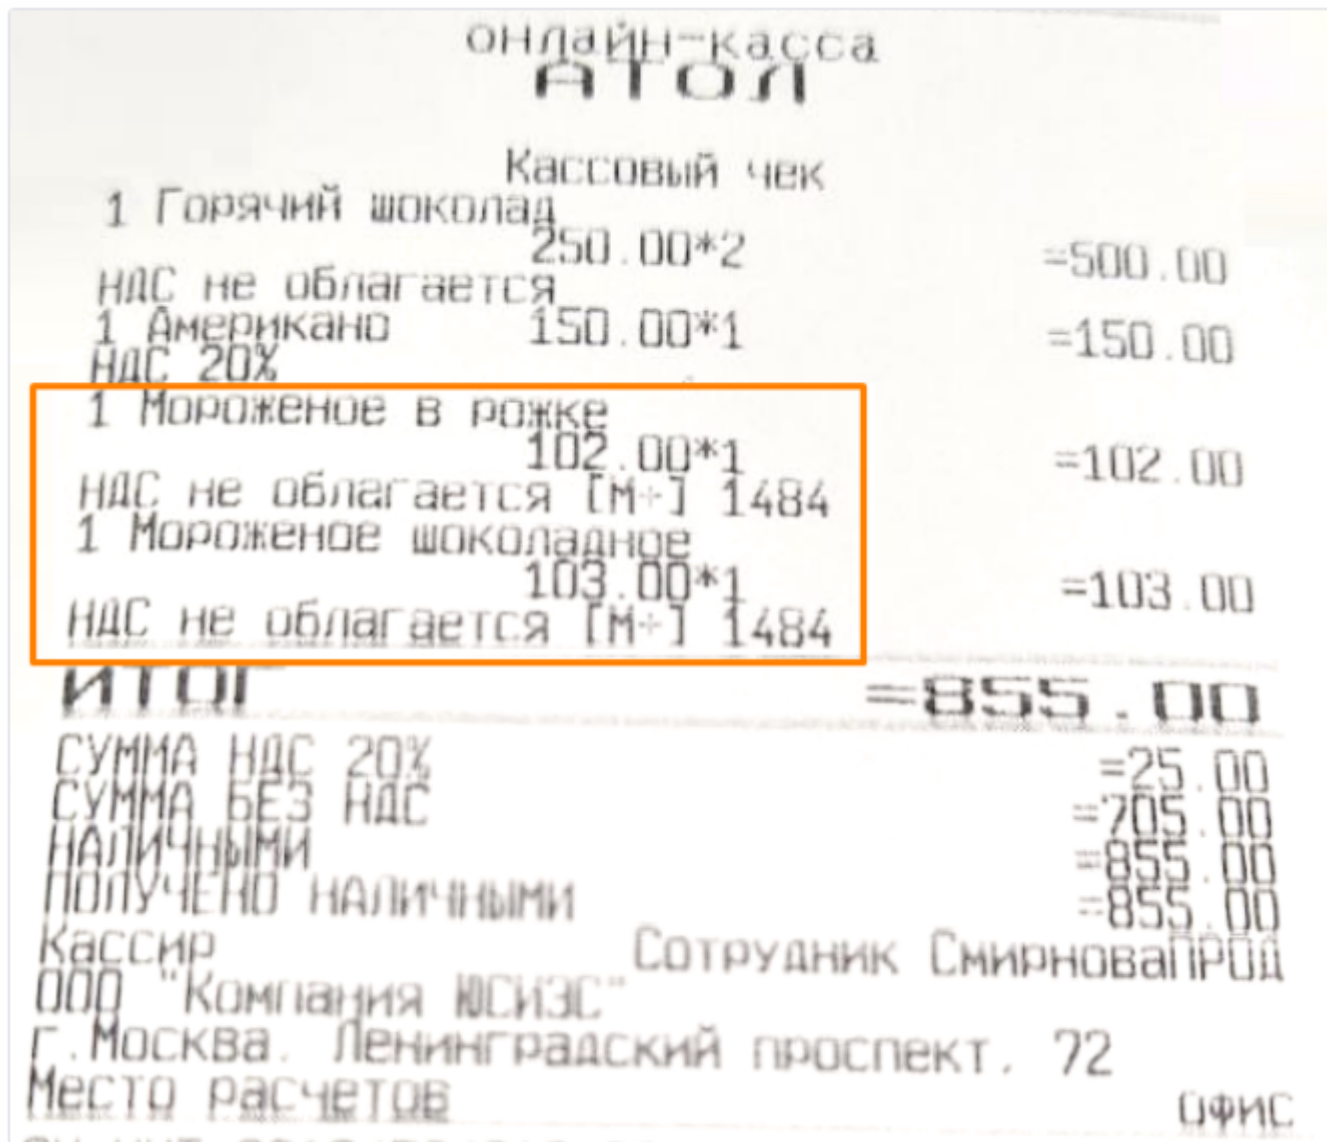 онлайн-касса
АТОЛ
Кассовый чек
1 Горячий шоколад
250.00*2 =500.00
НДС не облагается
1 Американо 150.00*1 =150.00
НДС 20%
1 Мороженое в рожке
102.00*1 =102.00
НДС не облагается [М+] 1484
1 Мороженое шоколадное
103.00*1 =103.00
НДС не облагается [М+] 1484
ИТОГ =855.00
СУММА НДС 20% =25.00
СУММА БЕЗ НДС =705.00
НАЛИЧНЫМИ =855.00
ПОЛУЧЕНО НАЛИЧНЫМИ =855.00
Кассир Сотрудник СмирноваПРОД
ООО "Компания ЮСИЭС"
г.Москва. Ленинградский проспект. 72
Место расчетов ОФИС